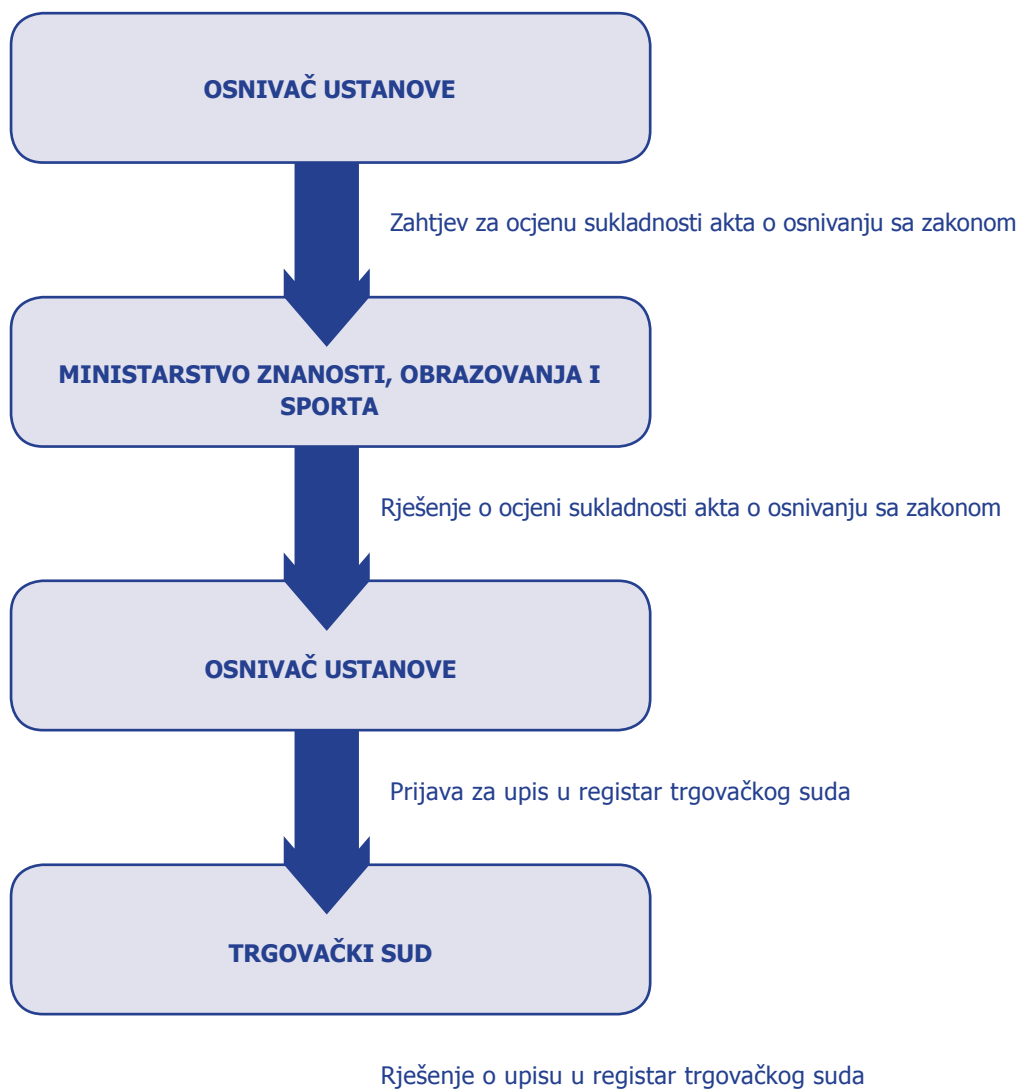 OSNIVAČ USTANOVE
Zahtjev za ocjenu sukladnosti akta o osnivanju sa zakonom
MINISTARSTVO ZNANOSTI, OBRAZOVANJA I
SPORTA
Rješenje o ocjeni sukladnosti akta o osnivanju sa zakonom
OSNIVAČ USTANOVE
Prijava za upis u registar trgovačkog suda
TRGOVAČKI SUD
Rješenje o upisu u registar trgovačkog suda